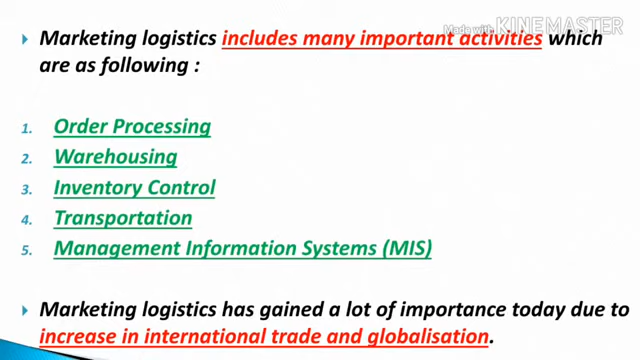 Made with KINEMASTER
Marketing logistics includes many important activities which
are as following :
1. Order Processing
2. Warehousing
3. Inventory Control
4. Transportation
5. Management Information Systems (MIS)
Marketing logistics has gained a lot of importance today due to
increase in international trade and globalisation.